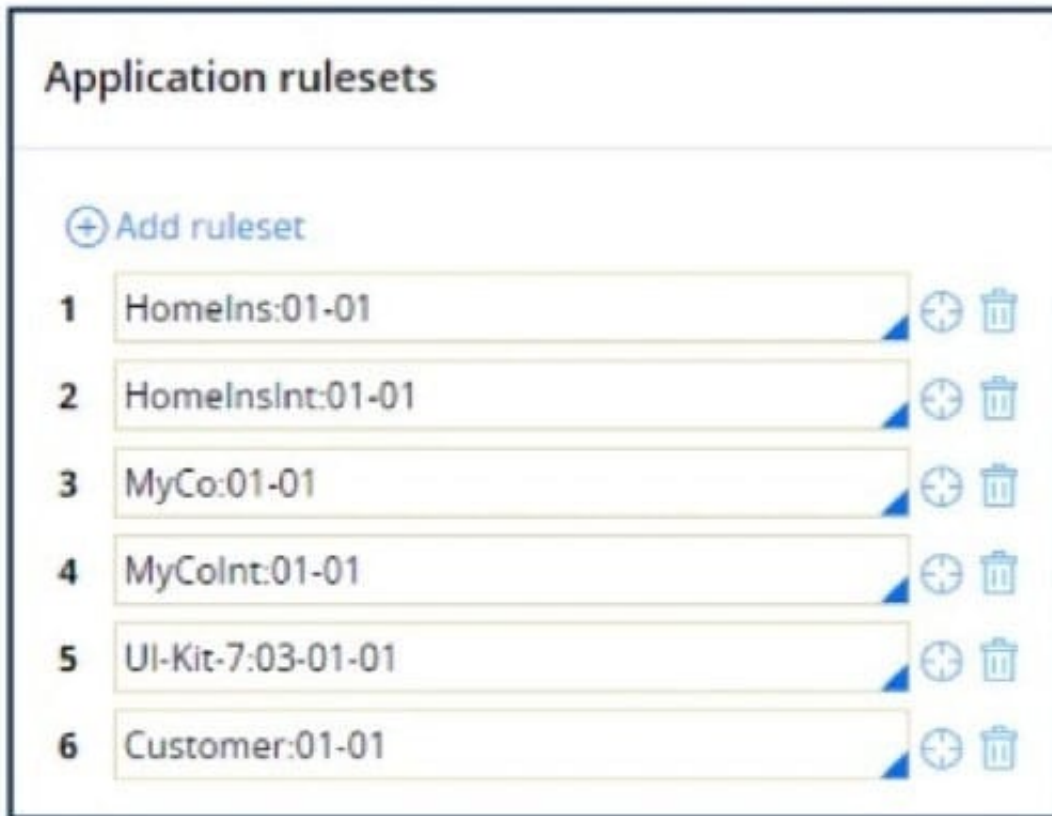 Application rulesets
Add ruleset
1 HomeIns:01-01
2 HomeInsInt:01-01
3 MyCo:01-01
4 MyCoInt:01-01
5 UI-Kit-7:03-01-01
6 Customer:01-01